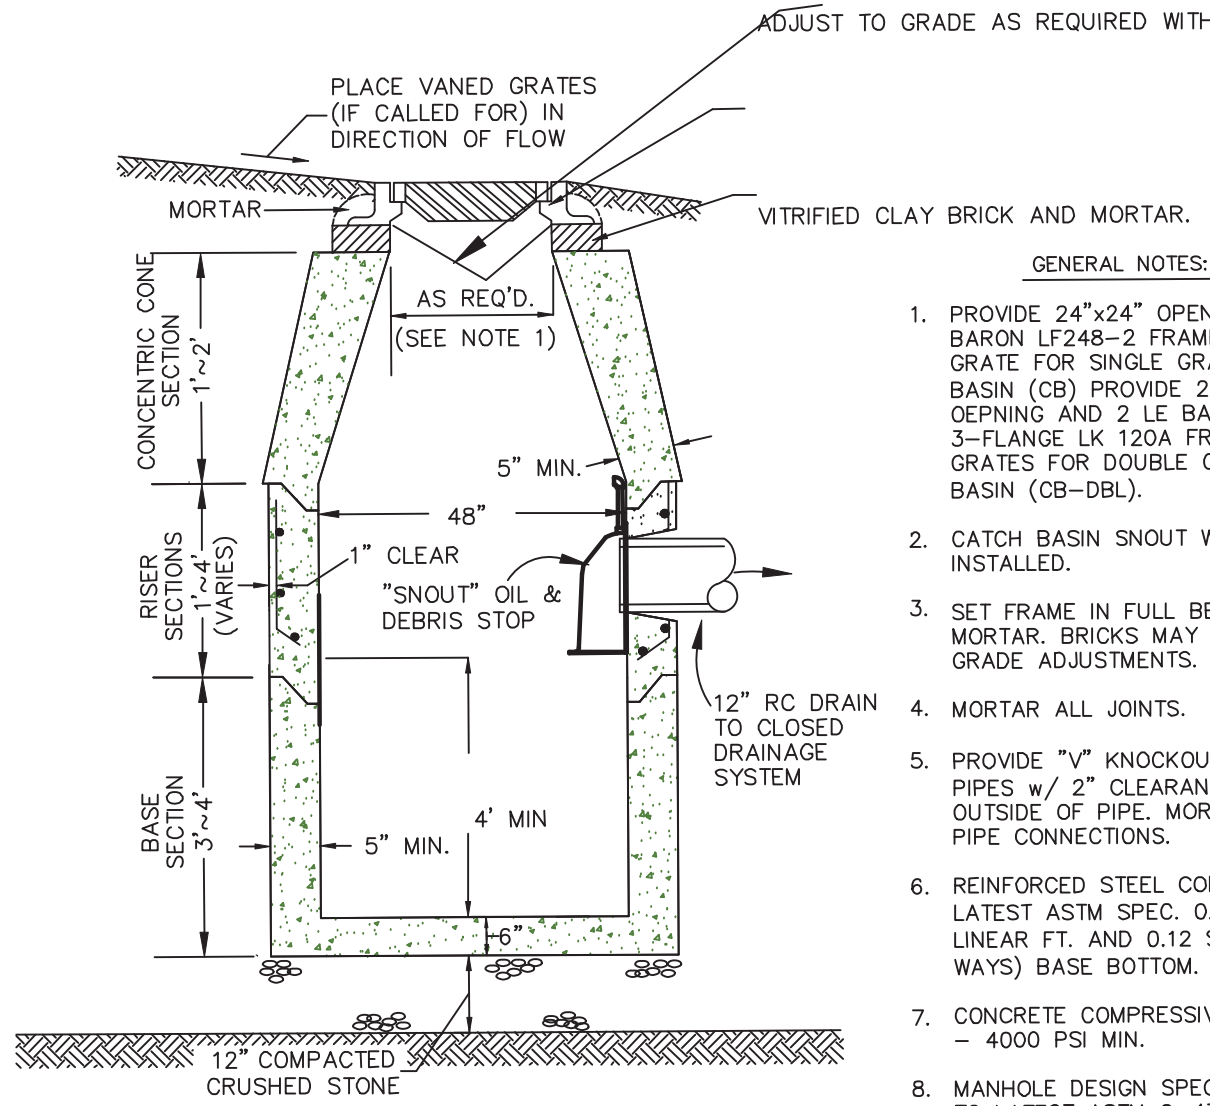 ADJUST TO GRADE AS REQUIRED WITH
PLACE VANED GRATES
(IF CALLED FOR) IN
DIRECTION OF FLOW
MORTAR
VITRIFIED CLAY BRICK AND MORTAR.
CONCENTRIC CONE
SECTION
1'~2'
AS REQ'D.
(SEE NOTE 1)
5" MIN.
48"
RISER
SECTIONS
1'~4'
(VARIES)
1" CLEAR
"SNOUT" OIL &
DEBRIS STOP
12" RC DRAIN
TO CLOSED
DRAINAGE
SYSTEM
BASE
SECTION
3'~4'
5" MIN.
4' MIN
6"
12" COMPACTED
CRUSHED STONE
GENERAL NOTES:
1. PROVIDE 24"x24" OPEN
BARON LF248-2 FRAM
GRATE FOR SINGLE GRA
BASIN (CB) PROVIDE 2
OEPNING AND 2 LE BA
3-FLANGE LK 120A FR
GRATES FOR DOUBLE
BASIN (CB-DBL).
2. CATCH BASIN SNOUT W
INSTALLED.
3. SET FRAME IN FULL BE
MORTAR. BRICKS MAY
GRADE ADJUSTMENTS.
4. MORTAR ALL JOINTS.
5. PROVIDE "V" KNOCKOU
PIPES w/ 2" CLEARAN
OUTSIDE OF PIPE. MOR
PIPE CONNECTIONS.
6. REINFORCED STEEL CO
LATEST ASTM SPEC. 0.
LINEAR FT. AND 0.12 S
WAYS) BASE BOTTOM.
7. CONCRETE COMPRESSIV
- 4000 PSI MIN.
8. MANHOLE DESIGN SPEC